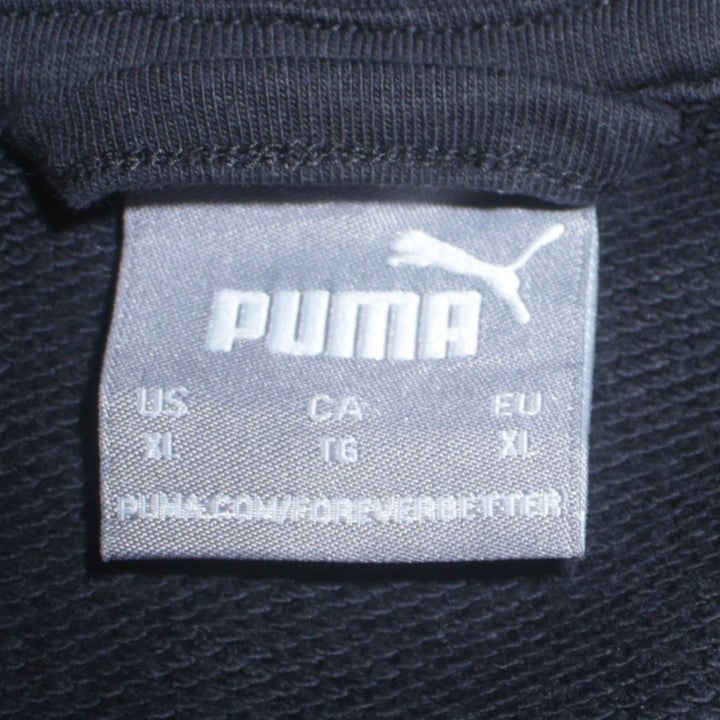 PUMA
US CA EU
XL TG XL
PUMA.COM/FOREVERBETTER